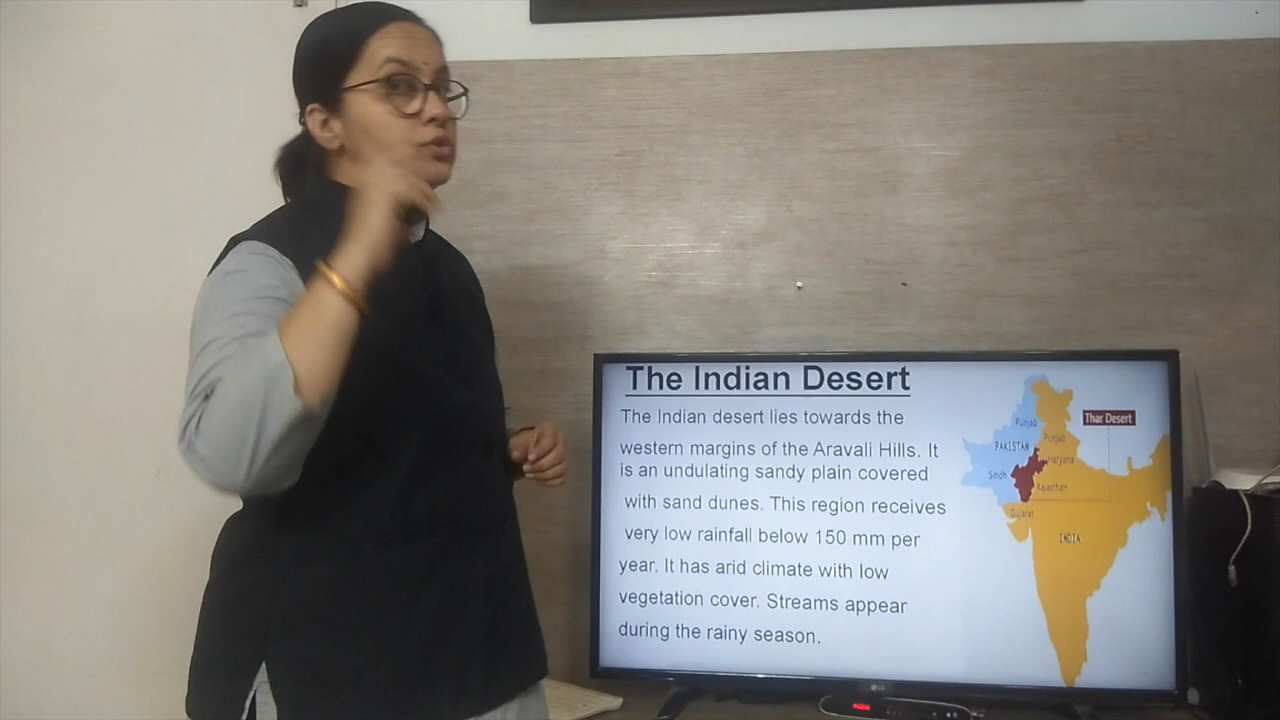 The Indian Desert
The Indian desert lies towards the
western margins of the Aravali Hills. It
is an undulating sandy plain covered
with sand dunes. This region receives
very low rainfall below 150 mm per
year. It has arid climate with low
vegetation cover. Streams appear
during the rainy season.
Thar Desert
Punjab
PAKISTAN
Punjab
Haryana
Sindh
Rajasthan
Gujarat
INDIA
LG